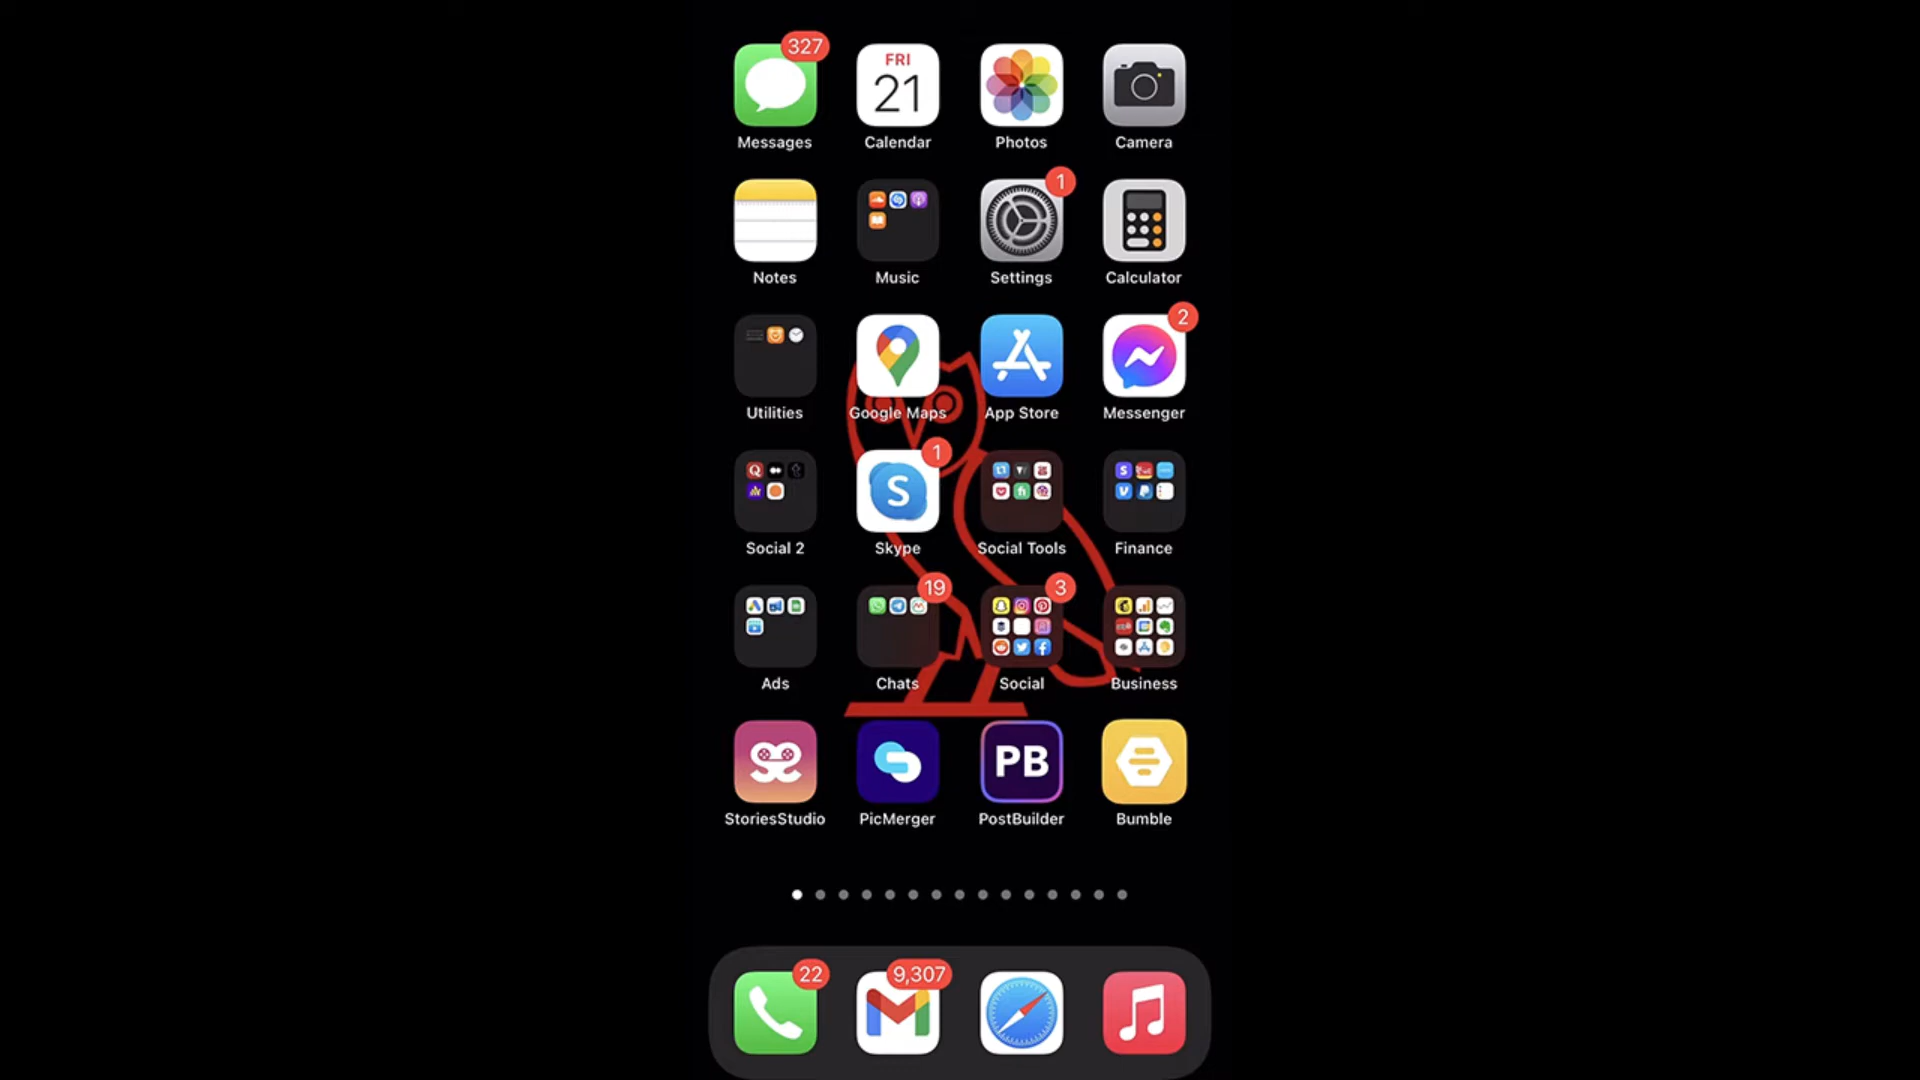 327
FRI
21
Messages Calendar Photos Camera
1
Notes Music Settings Calculator
2
Utilities Google Maps App Store Messenger
1
S
Social 2 Skype Social Tools Finance
19 3
Ads Chats Social Business
PB
StoriesStudio PicMerger PostBuilder Bumble
22 9,307